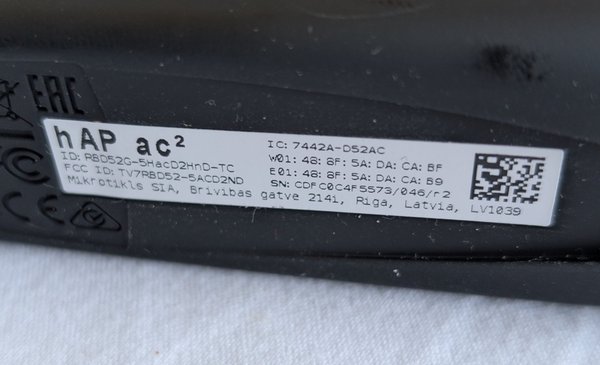 EAC
hAP ac²
ID: RBD52G-5HacD2HnD-TC
FCC ID: TV7RBD52-5ACD2ND
Mikrotikls SIA, Brivibas gatve 214i, Riga, Latvia, LV1039
IC: 7442A-D52AC
W01: 48: 8F: 5A: DA: CA: BF
E01: 48: 8F: 5A: DA: CA: B9
SN: CDFC0C4F5573/046/r2
CE